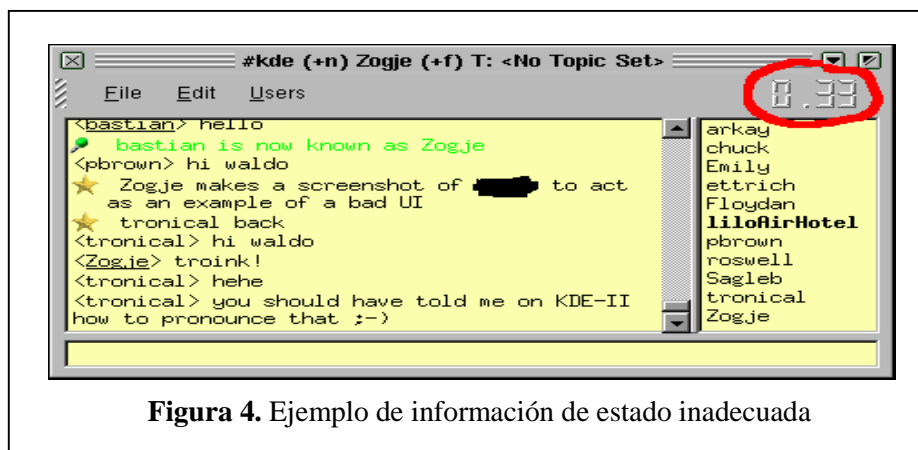 #kde (+n) Zogje (+f) T: <No Topic Set>
File Edit Users
0.33
<bastian> hello
bastian is now known as Zogje
<pbrown> hi waldo
Zogje makes a screenshot of to act
as an example of a bad UI
tronical back
<tronical> hi waldo
<Zogje> troink!
<tronical> hehe
<tronical> you should have told me on KDE-II
how to pronounce that ;-)
arkay
chuck
Emily
ettrich
Floydan
liloAirHotel
pbrown
roswell
Sagleb
tronical
Zogje
Figura 4. Ejemplo de información de estado inadecuada